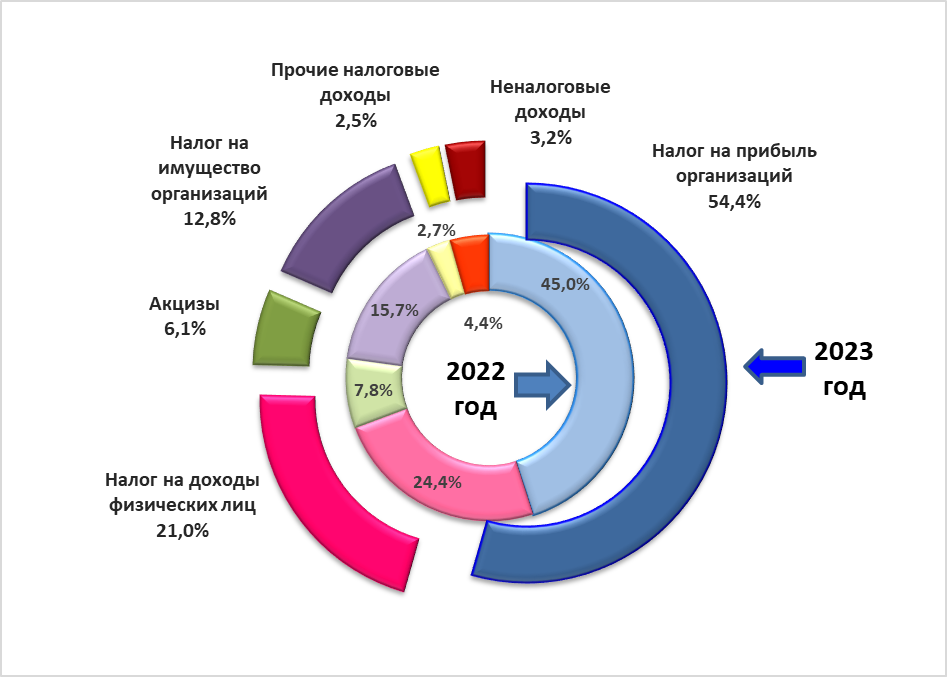 Прочие налоговые
доходы
2,5%
Неналоговые
доходы
3,2%
Налог на прибыль
организаций
54,4%
Налог на
имущество
организаций
12,8%
Акцизы
6,1%
Налог на доходы
физических лиц
21,0%
2,7%
45,0%
15,7%
4,4%
7,8%
24,4%
2022
год
2023
год